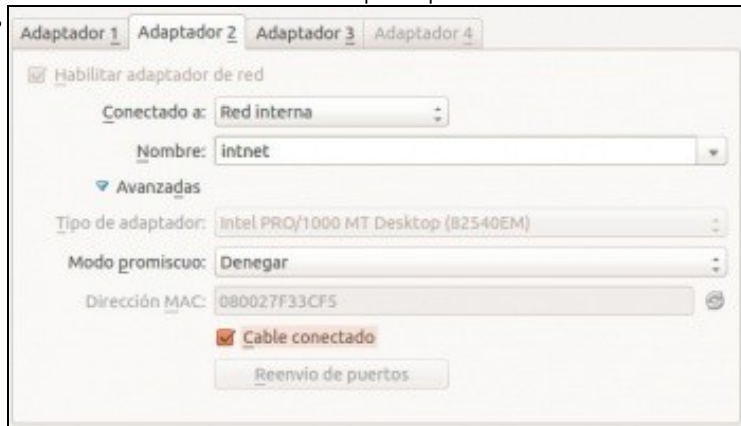 Adaptador 1 Adaptador 2 Adaptador 3 Adaptador 4
Habilitar adaptador de red
Conectado a: Red interna
Nombre: intnet
Avanzadas
Tipo de adaptador: Intel PRO/1000 MT Desktop (82540EM)
Modo promiscuo: Denegar
Dirección MAC: 080027F33CF5
Cable conectado
Reenvio de puertos